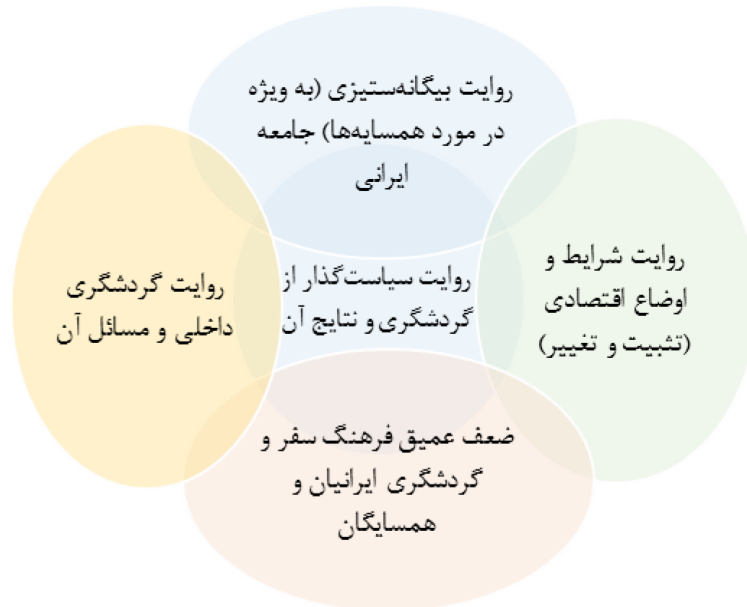 روایت بیگانه‌ستیزی (به ویژه
در مورد همسایه‌ها) جامعه
ایرانی
روایت شرایط و
اوضاع اقتصادی
(تثبیت و تغییر)
روایت سیاست‌گذار از
گردشگری و نتایج آن
روایت گردشگری
داخلی و مسائل آن
ضعف عمیق فرهنگ سفر و
گردشگری ایرانیان و
همسایگان